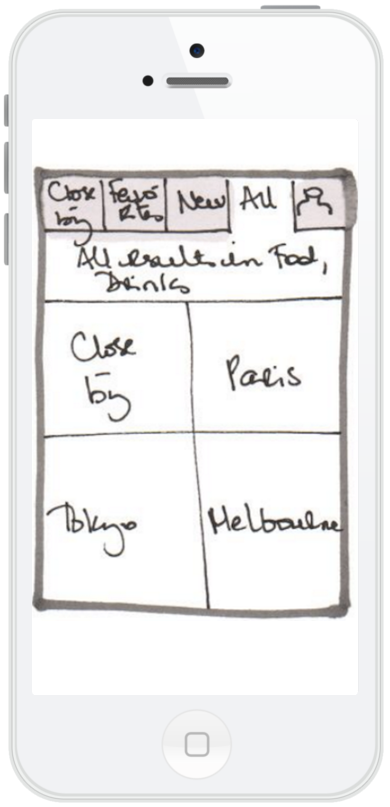 Close by
Favorites
New
All
All results in Food,
Drinks
Close by
Paris
Tokyo
Melbourne